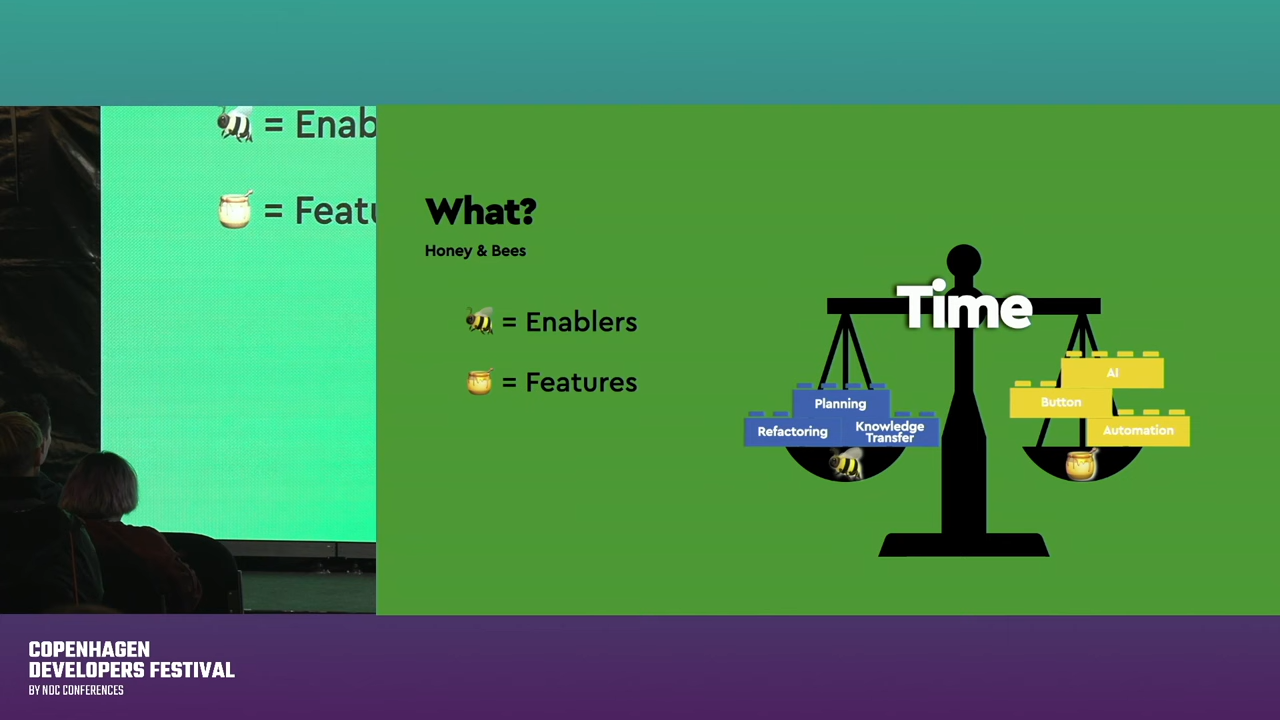 = Enab
= Featu
What?
Honey & Bees
= Enablers
= Features
Time
AI
Planning
Button
Refactoring
Knowledge
Transfer
Automation
COPENHAGEN
DEVELOPERS FESTIVAL
BY NDC CONFERENCES